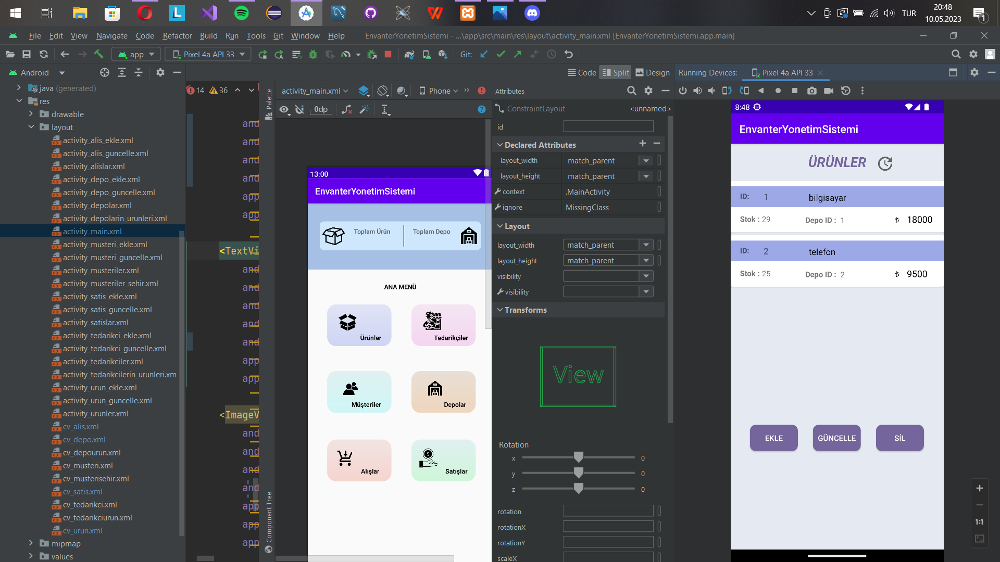 TUR
20:48
10.05.2023
1
File Edit View Navigate Code Refactor Build Run Tools Git Window Help
EnvanterYonetimSistemi - ...\app\src\main\res\layout\activity_main.xml [EnvanterYonetimSistemi.app.main]
app
Pixel 4a API 33
Git:
Android
Code Split Design
Running Devices: Pixel 4a API 33
java (generated)
res
drawable
layout
activity_alis_ekle.xml
activity_alis_guncelle.xml
activity_alislar.xml
activity_depo_ekle.xml
activity_depo_guncelle.xml
activity_depolar.xml
activity_depolarin_urunleri.xml
activity_main.xml
activity_musteri_ekle.xml
activity_musteri_guncelle.xml
activity_musteriler.xml
activity_musteriler_sehir.xml
activity_satis_ekle.xml
activity_satis_guncelle.xml
activity_satislar.xml
activity_tedarikci_ekle.xml
activity_tedarikci_guncelle.xml
activity_tedarikciler.xml
activity_tedarikcilerin_urunleri.xm
activity_urun_ekle.xml
activity_urun_guncelle.xml
activity_urunler.xml
cv_alis.xml
cv_depo.xml
cv_depourun.xml
cv_musteri.xml
cv_musterisehir.xml
cv_satis.xml
cv_tedarikci.xml
cv_tedarikciurun.xml
cv_urun.xml
mipmap
values
14 36
and
and
and
and
app
app
<TextVi
and
and
and
and
and
app
app
<ImageV
and
and
and
and
app
app
app
Palette
Component Tree
activity_main.xml
Phone
0dp
13:00
EnvanterYonetimSistemi
Toplam Ürün
Toplam Depo
ANA MENÜ
Ürünler
Tedarikçiler
Müşteriler
Depolar
Alışlar
Satışlar
Attributes
ConstraintLayout <unnamed>
id
Declared Attributes
layout_width match_parent
layout_height match_parent
context .MainActivity
ignore MissingClass
Layout
layout_width match_parent
layout_height match_parent
visibility
visibility
Transforms
View
Rotation
x 0
y 0
z 0
rotation
rotationX
rotationY
scaleX
8:48
EnvanterYonetimSistemi
ÜRÜNLER
ID: 1 bilgisayar
Stok : 29 Depo ID : 1 ₺ 18000
ID: 2 telefon
Stok : 25 Depo ID : 2 ₺ 9500
EKLE
GÜNCELLE
SİL
1:1